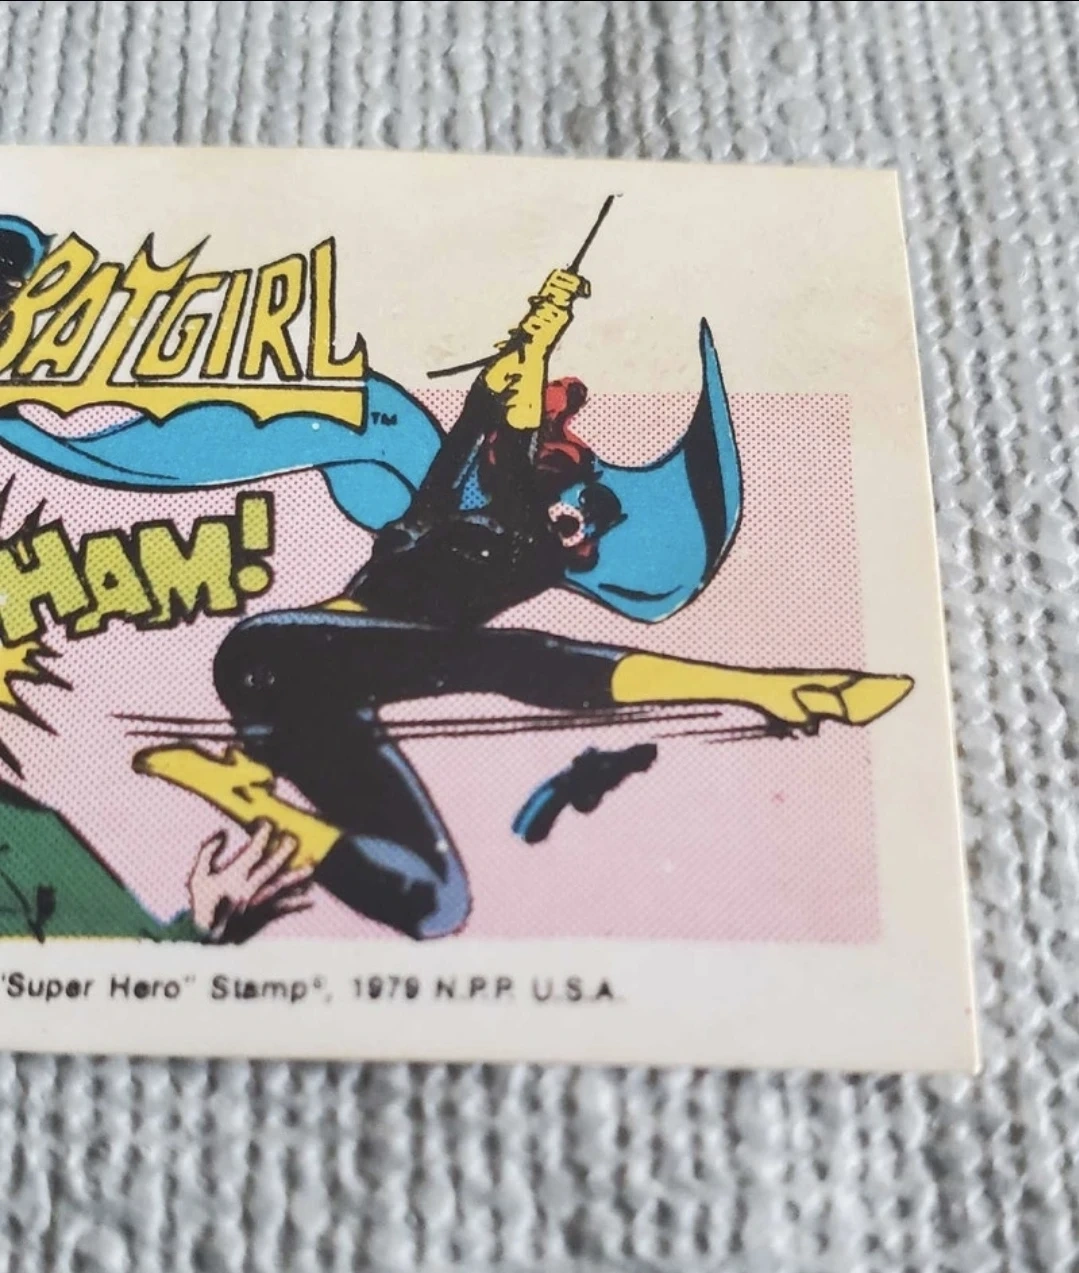 BATGIRL
TM
HAM!
"Super Hero" Stamp®, 1979 N.P.P. U.S.A.